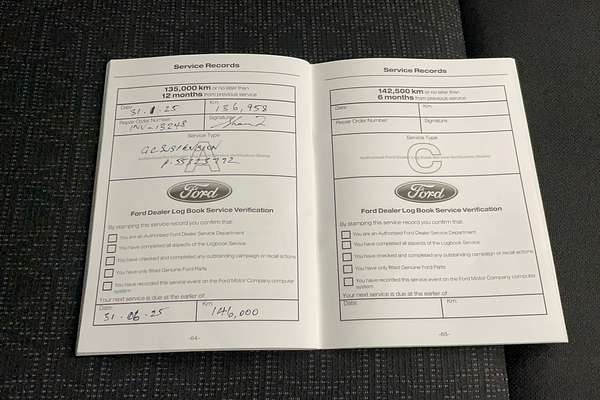 Service Records
135,000 km or no later than
12 months from previous service
Date:
31.1.25
Km:
136,958
Repair Order Number:
INV-13248
Signature:
Service Type
A
GC SUSPENSION
Ford
Ford Dealer Log Book Service Verification
By stamping this service record you confirm that:
You are an Authorised Ford Dealer Service Department
You have completed all aspects of the Logbook Service
You have checked and completed any outstanding campaign or recall actions
You have only fitted Genuine Ford Parts
You have recorded this service event on the Ford Motor Company computer
system
Your next service is due at the earlier of:
Date:
31.06.25
Km:
146,000
-64-
Service Records
142,500 km or no later than
6 months from previous service
Date:
Km:
Repair Order Number:
Signature:
Service Type
C
Ford
Ford Dealer Log Book Service Verification
By stamping this service record you confirm that:
You are an Authorised Ford Dealer Service Department
You have completed all aspects of the Logbook Service
You have checked and completed any outstanding campaign or recall actions
You have only fitted Genuine Ford Parts
You have recorded this service event on the Ford Motor Company computer
system
Your next service is due at the earlier of:
Date:
Km:
-65-